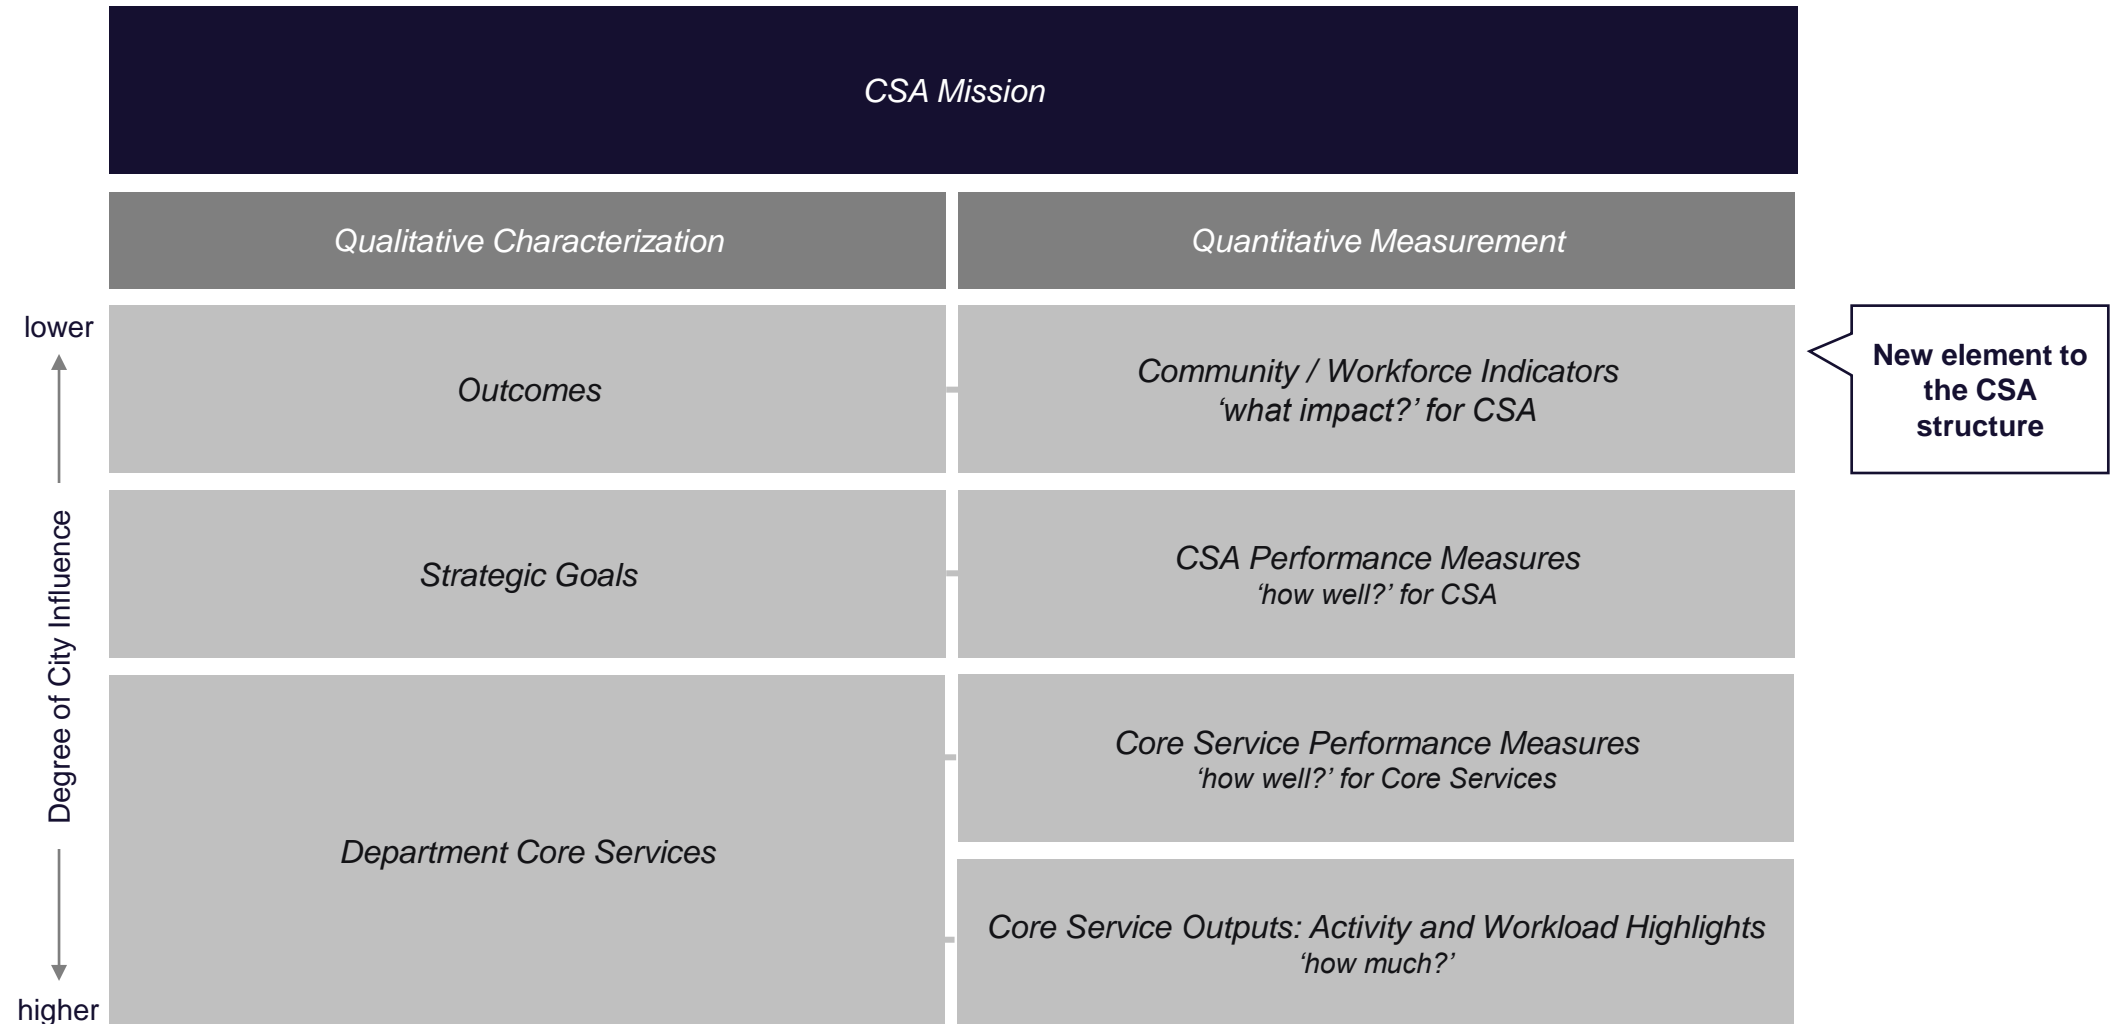 CSA Mission
Qualitative Characterization
Quantitative Measurement
lower
Degree of City Influence
higher
Outcomes
Community / Workforce Indicators
‘what impact?’ for CSA
New element to
the CSA
structure
Strategic Goals
CSA Performance Measures
‘how well?’ for CSA
Department Core Services
Core Service Performance Measures
‘how well?’ for Core Services
Core Service Outputs: Activity and Workload Highlights
‘how much?’